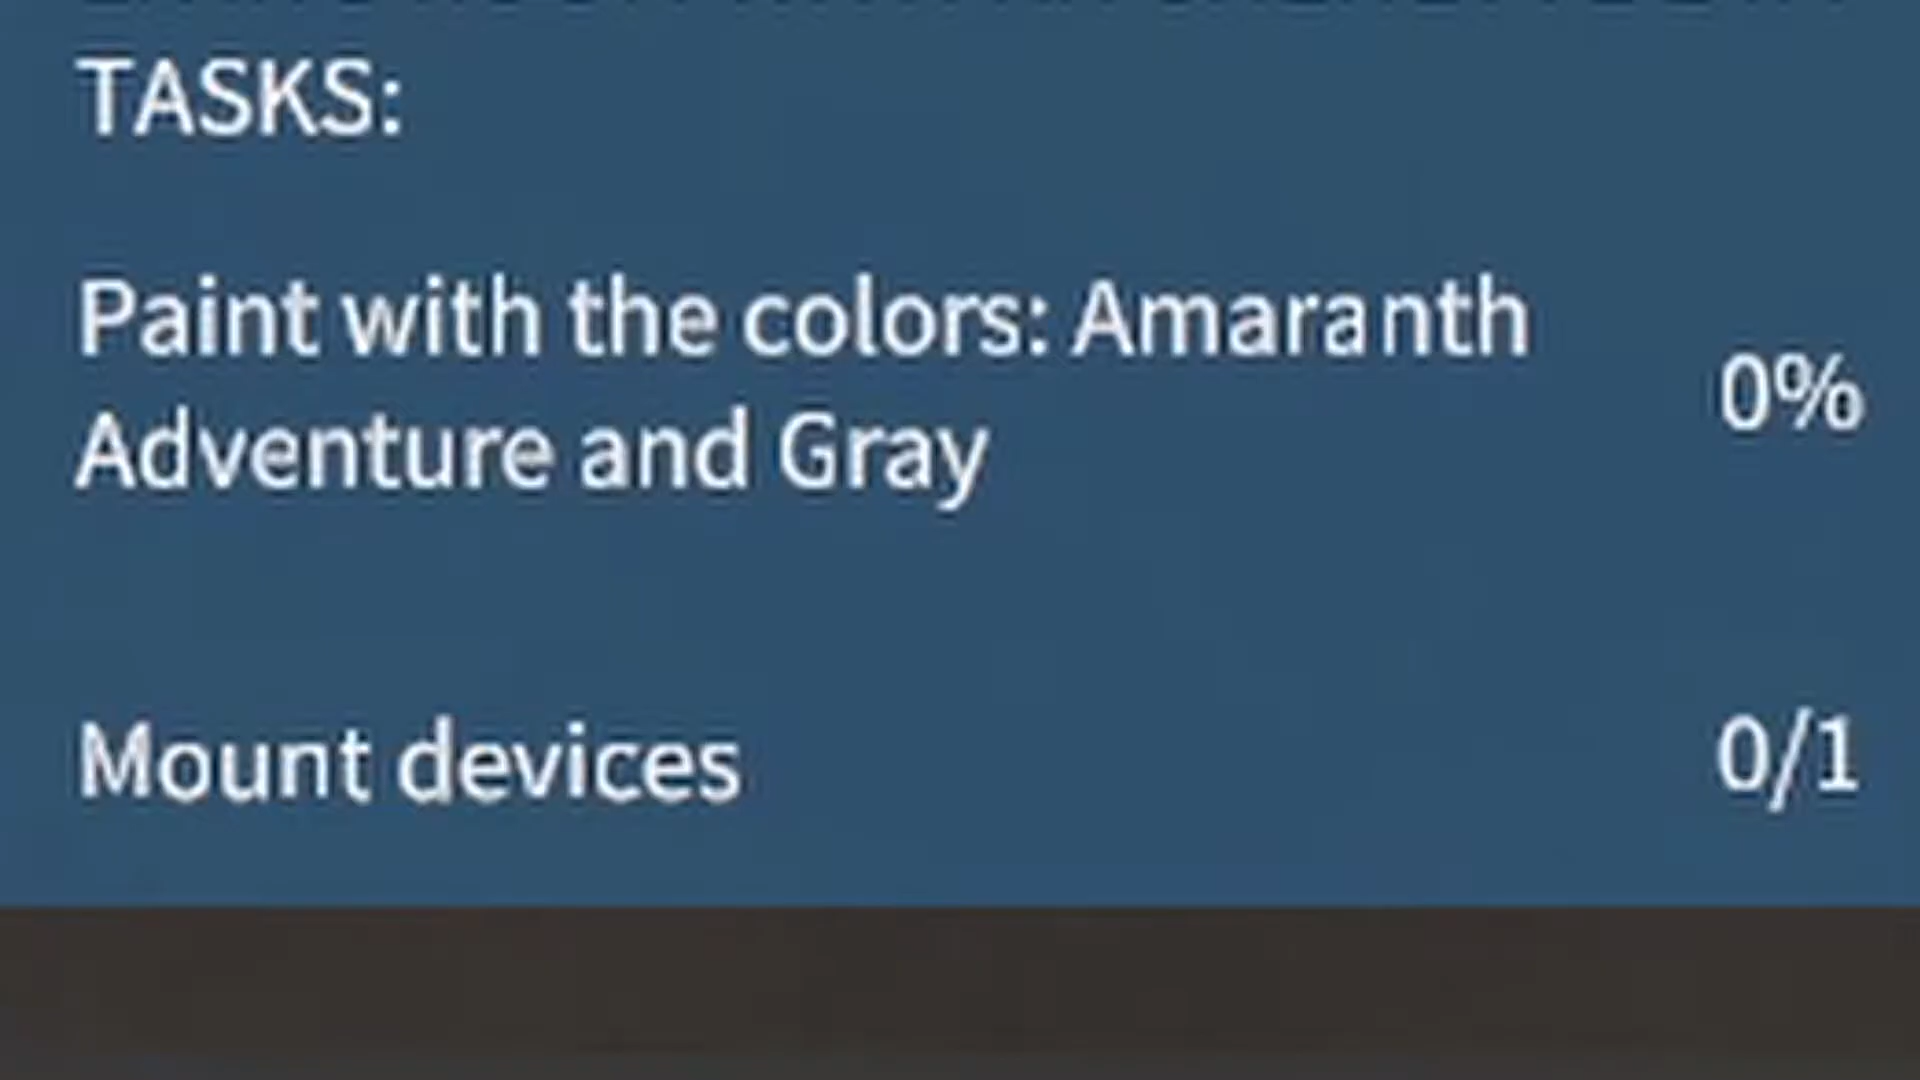 TASKS:
Paint with the colors: Amaranth
Adventure and Gray
0%
Mount devices
0/1